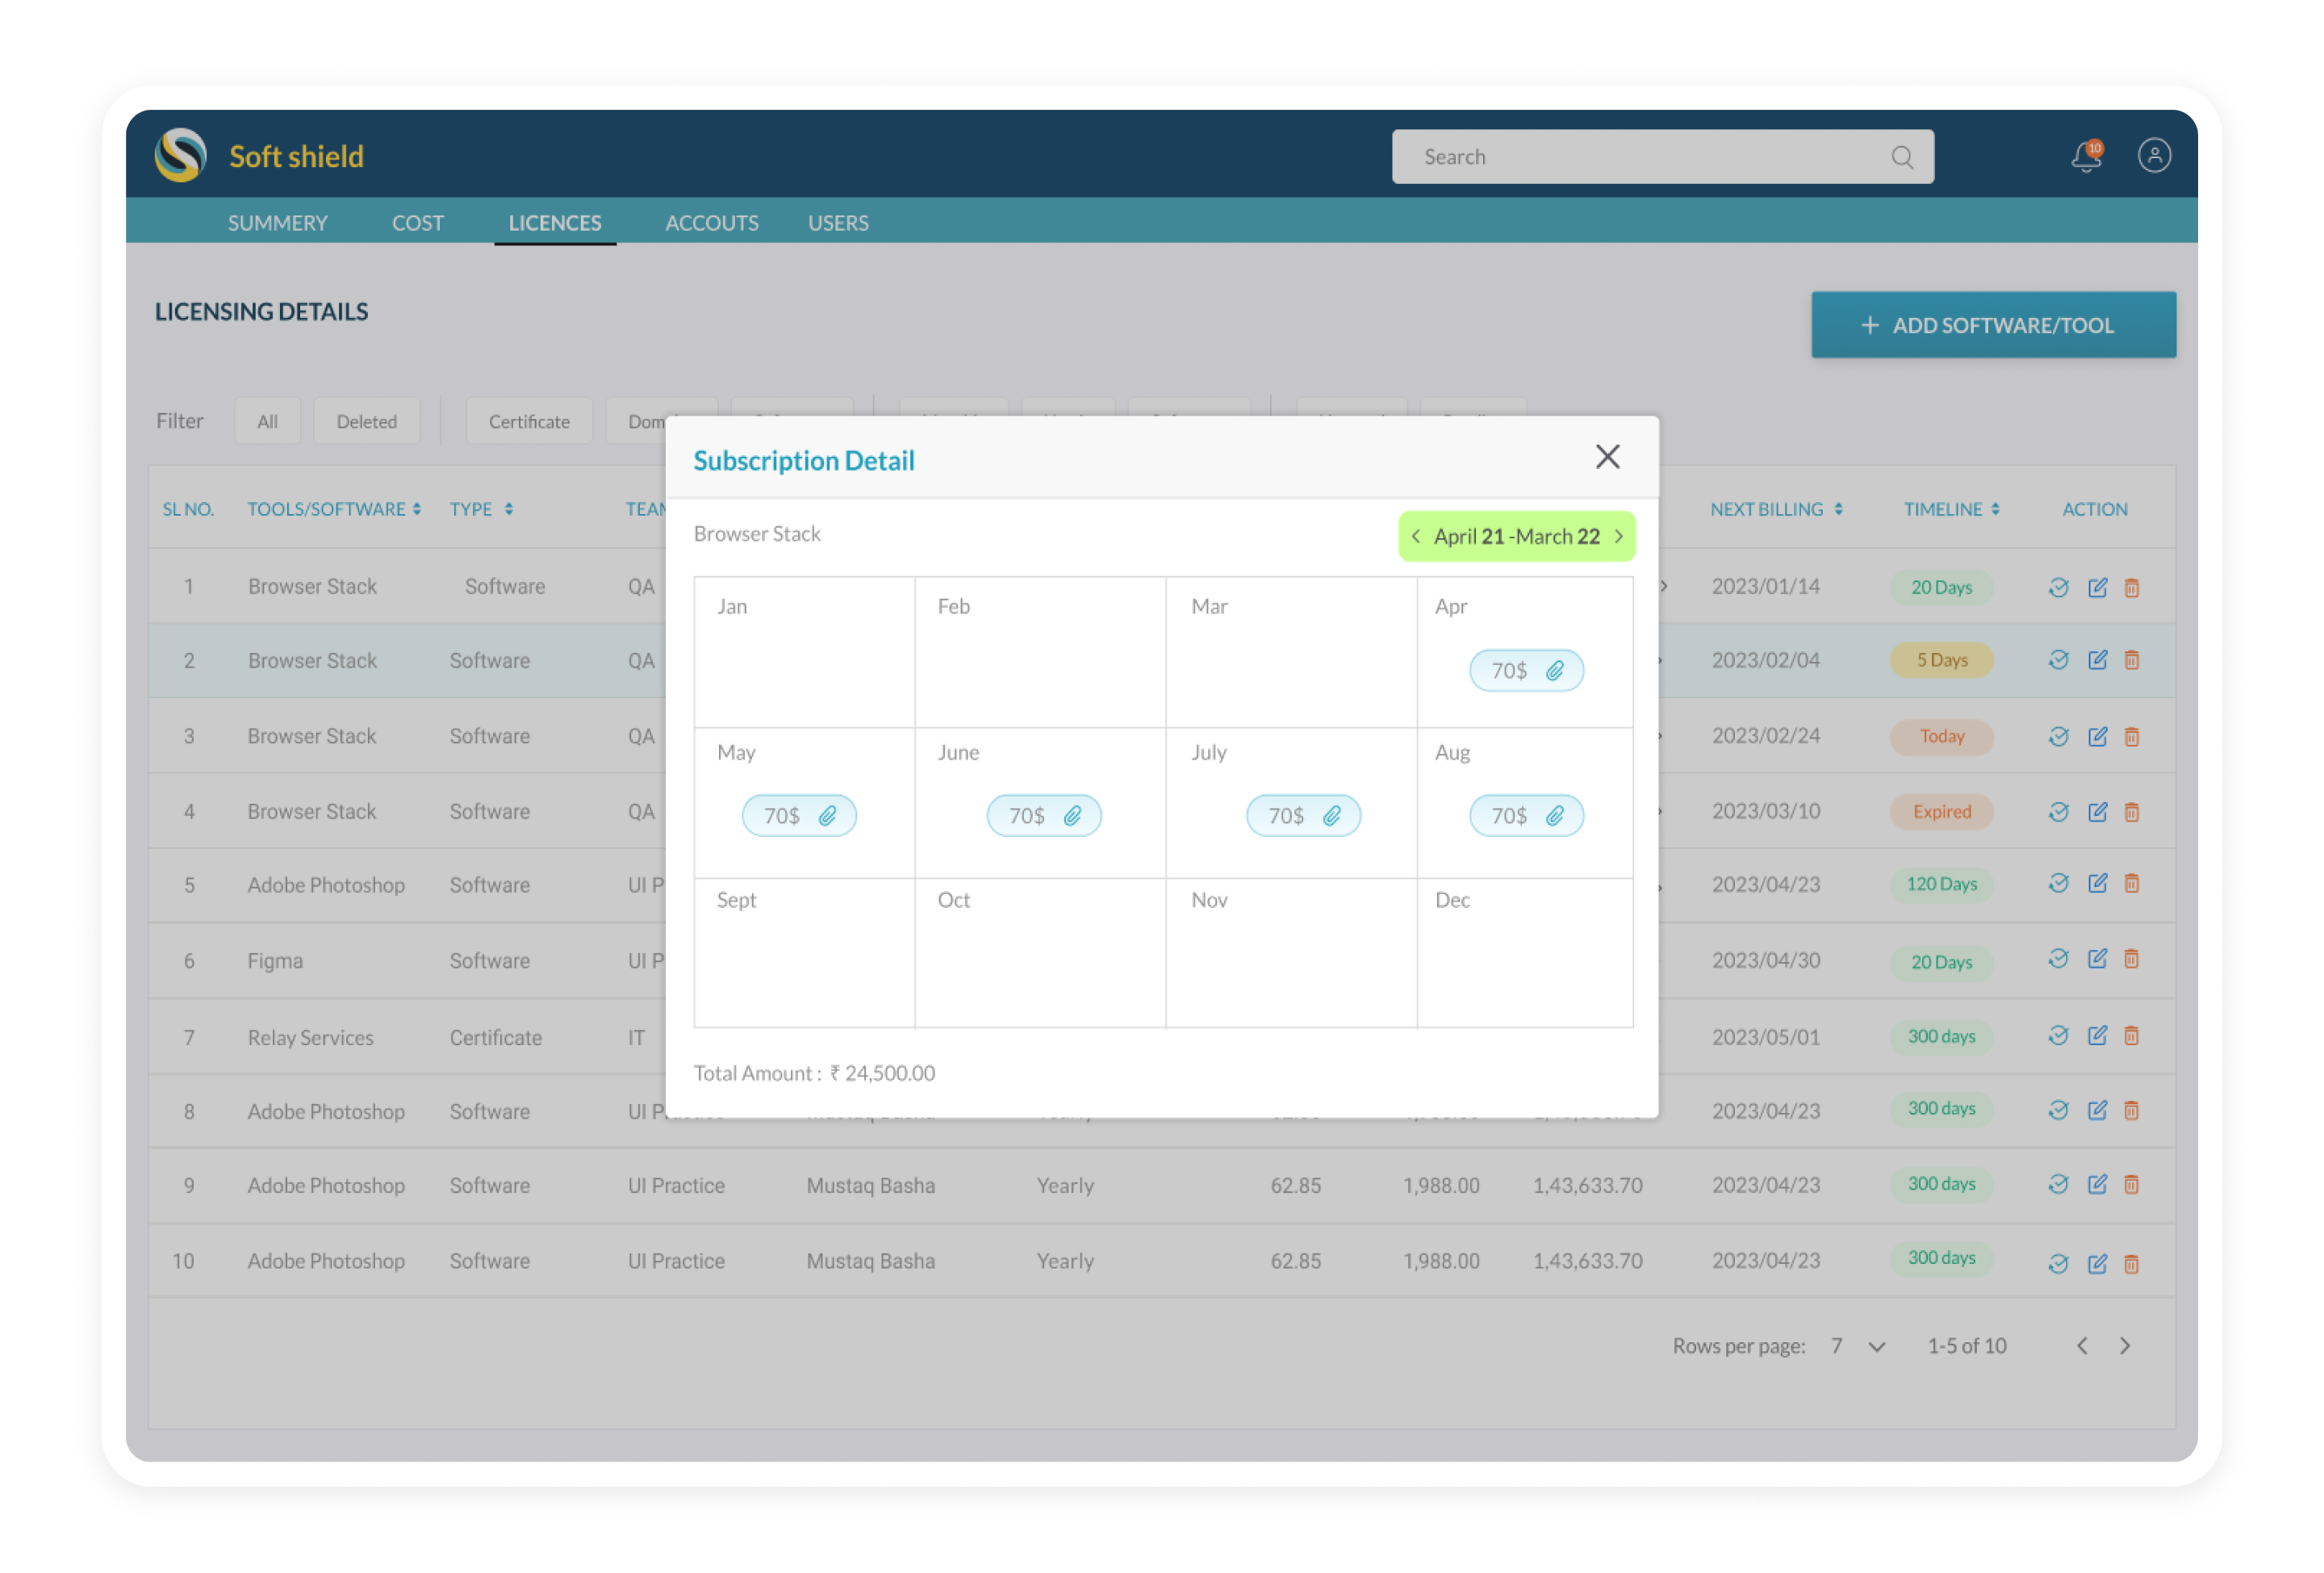 Soft shield
Search
10
SUMMERY COST LICENCES ACCOUTS USERS
LICENSING DETAILS
+ ADD SOFTWARE/TOOL
Filter All Deleted Certificate
Subscription Detail
SL NO. TOOLS/SOFTWARE TYPE NEXT BILLING TIMELINE ACTION
Browser Stack
< April 21 -March 22 >
Jan Feb Mar Apr
70$
May June July Aug
70$ 70$ 70$ 70$
Sept Oct Nov Dec
Total Amount : ₹ 24,500.00
1 Browser Stack Software QA 2023/01/14 20 Days
2 Browser Stack Software QA 2023/02/04 5 Days
3 Browser Stack Software QA 2023/02/24 Today
4 Browser Stack Software QA 2023/03/10 Expired
5 Adobe Photoshop Software UI 2023/04/23 120 Days
6 Figma Software UI 2023/04/30 20 Days
7 Relay Services Certificate IT 2023/05/01 300 days
8 Adobe Photoshop Software UI 2023/04/23 300 days
9 Adobe Photoshop Software UI Practice Mustaq Basha Yearly 62.85 1,988.00 1,43,633.70 2023/04/23 300 days
10 Adobe Photoshop Software UI Practice Mustaq Basha Yearly 62.85 1,988.00 1,43,633.70 2023/04/23 300 days
Rows per page: 7 1-5 of 10 < >